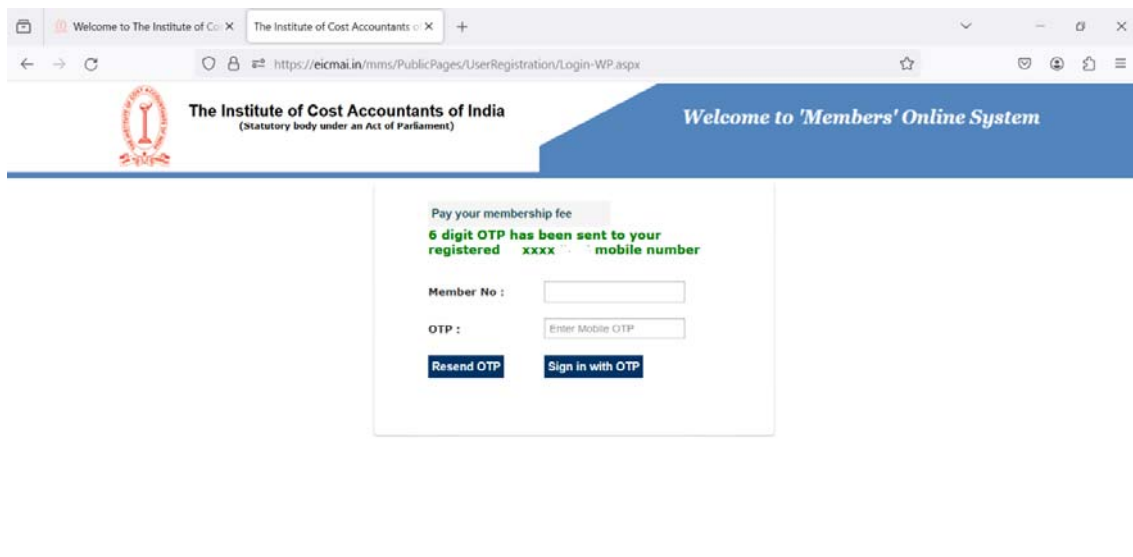 Welcome to The Institute of Co
The Institute of Cost Accountants o
https://eicmai.in/mms/PublicPages/UserRegistration/Login-WP.aspx
The Institute of Cost Accountants of India
(Statutory body under an Act of Parliament)
Welcome to 'Members' Online System
Pay your membership fee
6 digit OTP has been sent to your
registered xxxx mobile number
Member No :
OTP : Enter Mobile OTP
Resend OTP Sign in with OTP